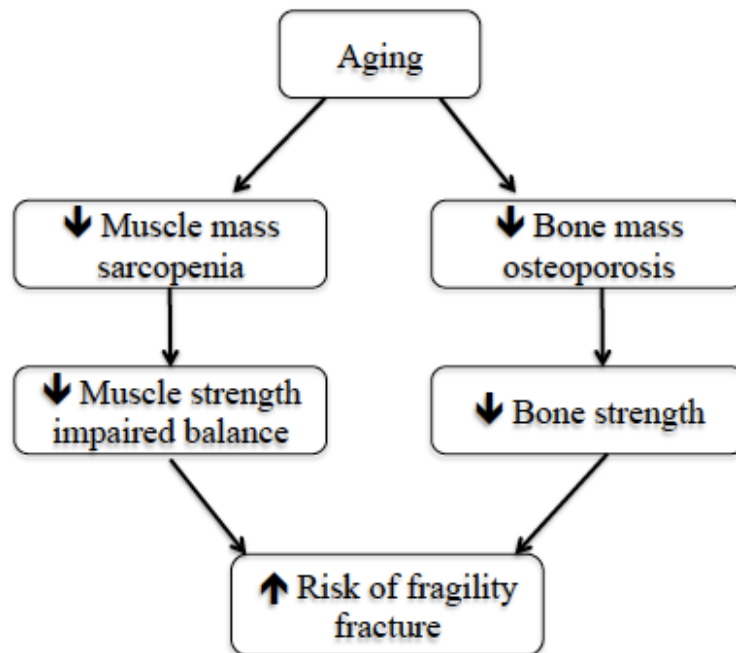 Aging
↓ Muscle mass
sarcopenia
↓ Bone mass
osteoporosis
↓ Muscle strength
impaired balance
↓ Bone strength
↑ Risk of fragility
fracture